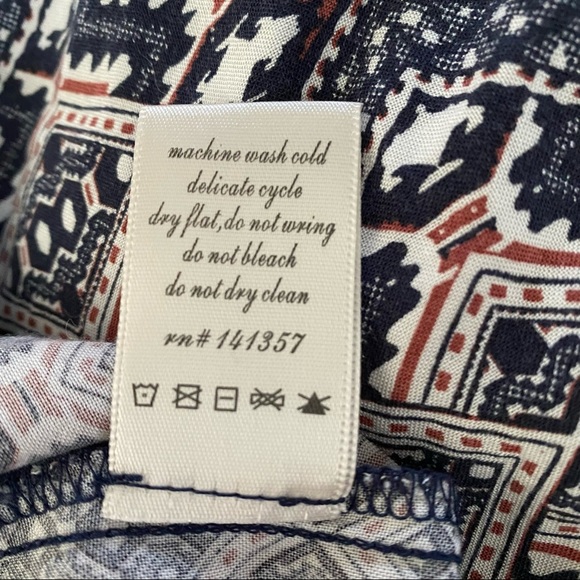 machine wash cold
delicate cycle
dry flat,do not wring
do not bleach
do not dry clean
rn# 141357